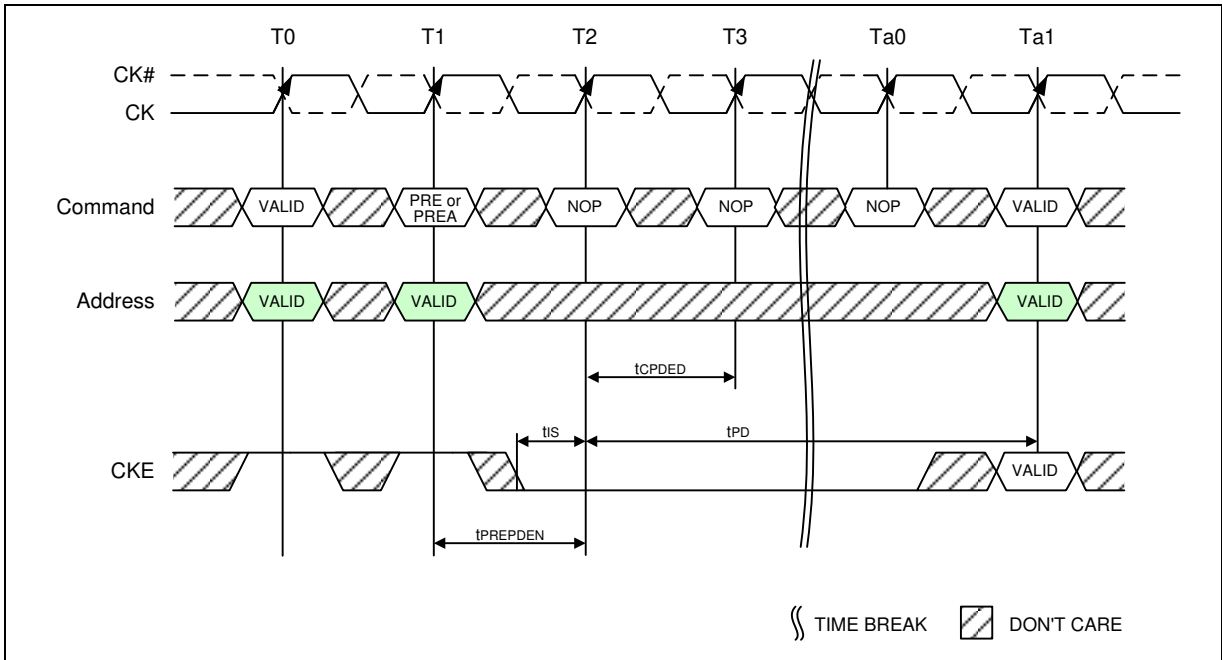 T0 T1 T2 T3 Ta0 Ta1
CK#
CK
Command VALID PRE or PREA NOP NOP NOP VALID
Address VALID VALID VALID
tCPDED
tIS tPD
CKE VALID
tPREPDEN
TIME BREAK DON'T CARE